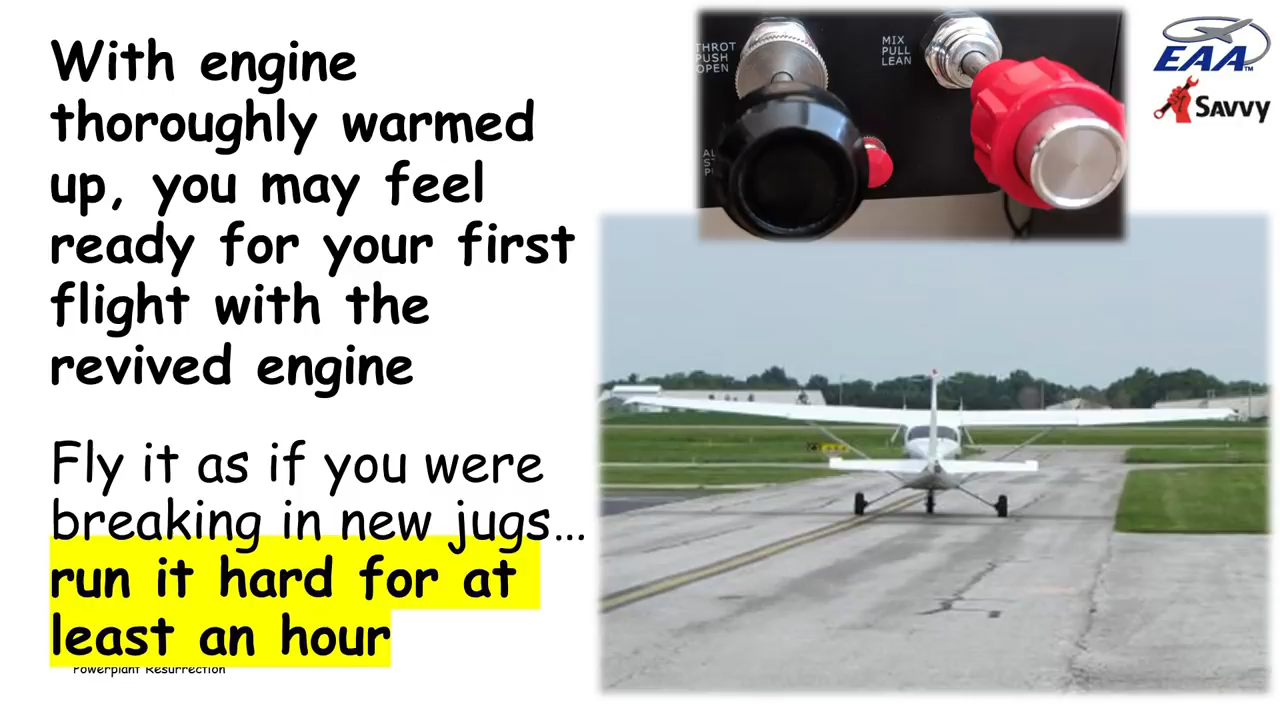 With engine
thoroughly warmed
up, you may feel
ready for your first
flight with the
revived engine
Fly it as if you were
breaking in new jugs…
run it hard for at
least an hour
Powerplant Resurrection
THROT
PUSH
OPEN
MIX
PULL
LEAN
EAA
SAVVY